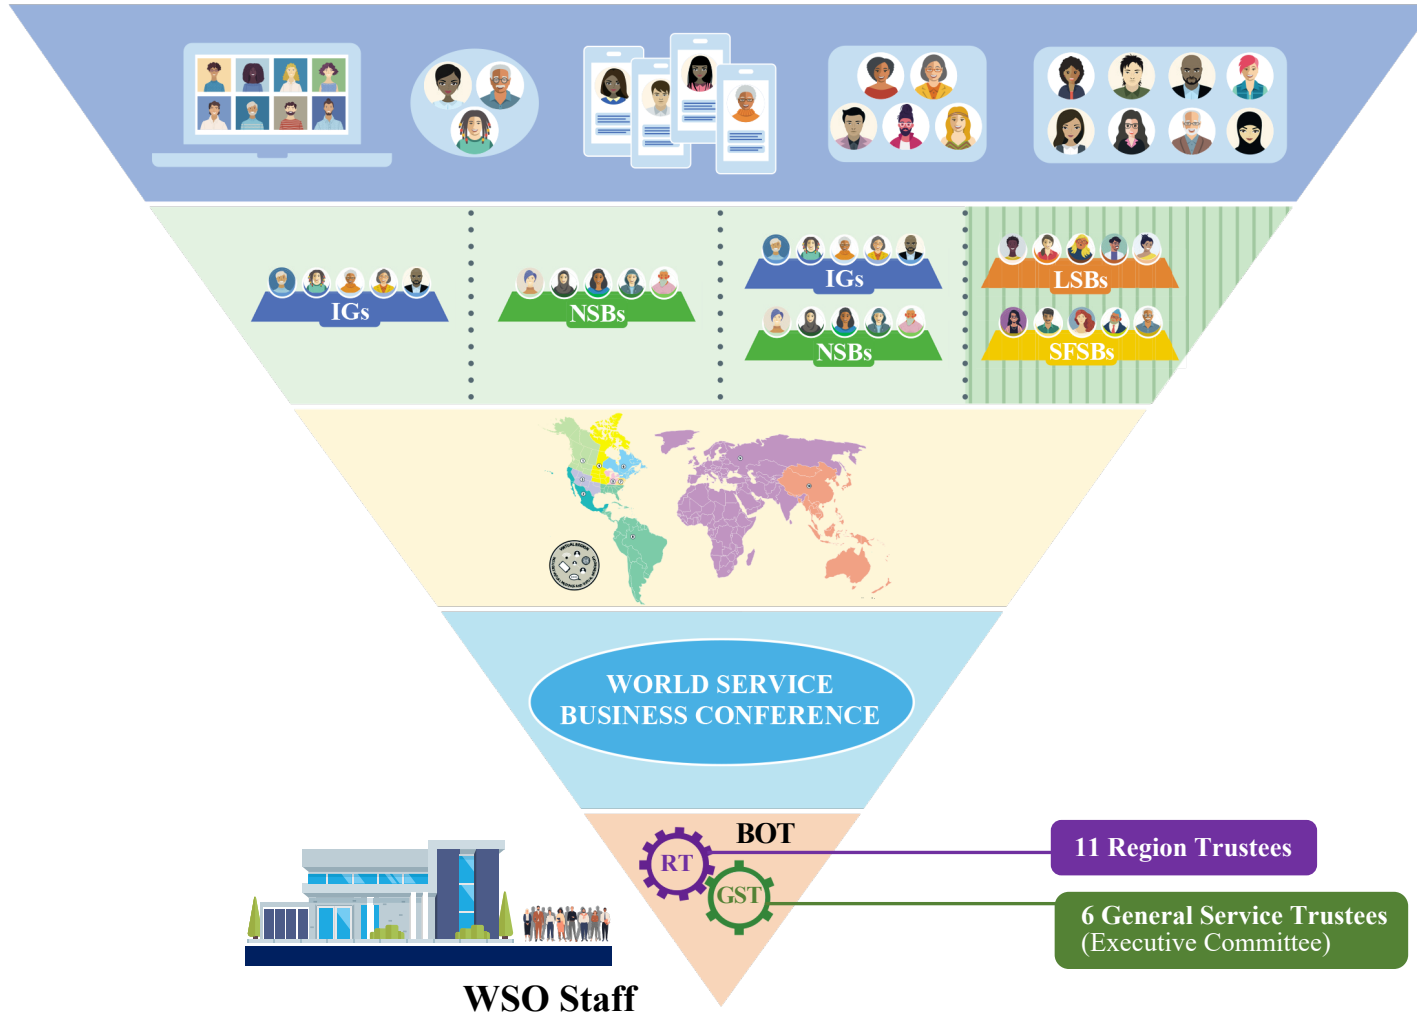 IGs
NSBs
IGs
NSBs
LSBs
SFSBs
WORLD SERVICE
BUSINESS CONFERENCE
BOT
RT
GST
11 Region Trustees
6 General Service Trustees
(Executive Committee)
WSO Staff